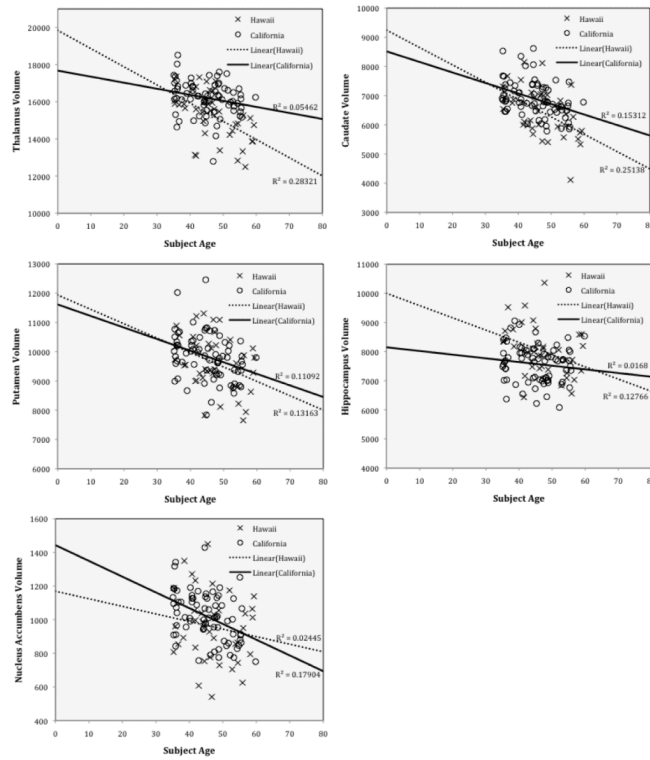 Thalamus Volume
20000
18000
16000
14000
12000
10000
× Hawaii
○ California
Linear(Hawaii)
Linear(California)
R² = 0.05462
R² = 0.28321
0 10 20 30 40 50 60 70 80
Subject Age
Caudate Volume
10000
9000
8000
7000
6000
5000
4000
3000
× Hawaii
○ California
Linear(Hawaii)
Linear(California)
R² = 0.15312
R² = 0.25138
0 10 20 30 40 50 60 70 80
Subject Age
Putamen Volume
13000
12000
11000
10000
9000
8000
7000
6000
× Hawaii
○ California
Linear(Hawaii)
Linear(California)
R² = 0.11092
R² = 0.13163
0 10 20 30 40 50 60 70 80
Subject Age
Hippocampus Volume
12000
11000
10000
9000
8000
7000
6000
5000
4000
× Hawaii
○ California
Linear(Hawaii)
Linear(California)
R² = 0.0168
R² = 0.12766
0 10 20 30 40 50 60 70 80
Subject Age
Nucleus Accumbens Volume
1600
1400
1200
1000
800
600
400
× Hawaii
○ California
Linear(Hawaii)
Linear(California)
R² = 0.02445
R² = 0.17904
0 10 20 30 40 50 60 70 80
Subject Age